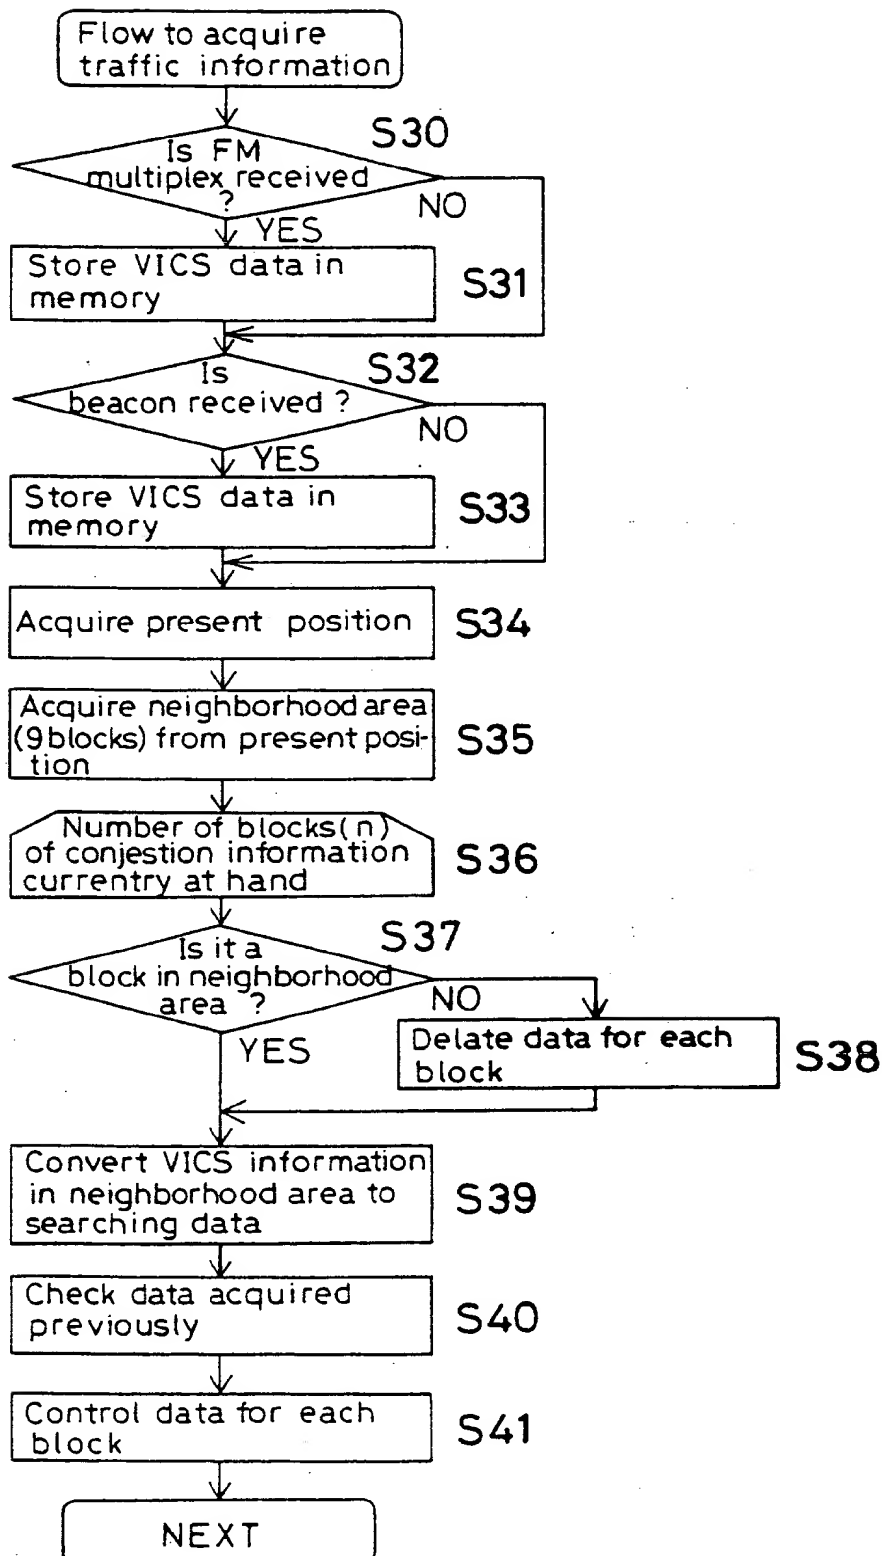 Flow to acquire
traffic information
S30
Is FM
multiplex received
?
NO
YES
Store VICS data in
memory
S31
S32
Is
beacon received ?
NO
YES
Store VICS data in
memory
S33
Acquire present position
S34
Acquire neighborhood area
(9blocks) from present posi-
tion
S35
Number of blocks(n)
of conjestion information
currentry at hand
S36
S37
Is it a
block in neighborhood
area ?
NO
YES
Delate data for each
block
S38
Convert VICS information
in neighborhood area to
searching data
S39
Check data acquired
previously
S40
Control data for each
block
S41
NEXT